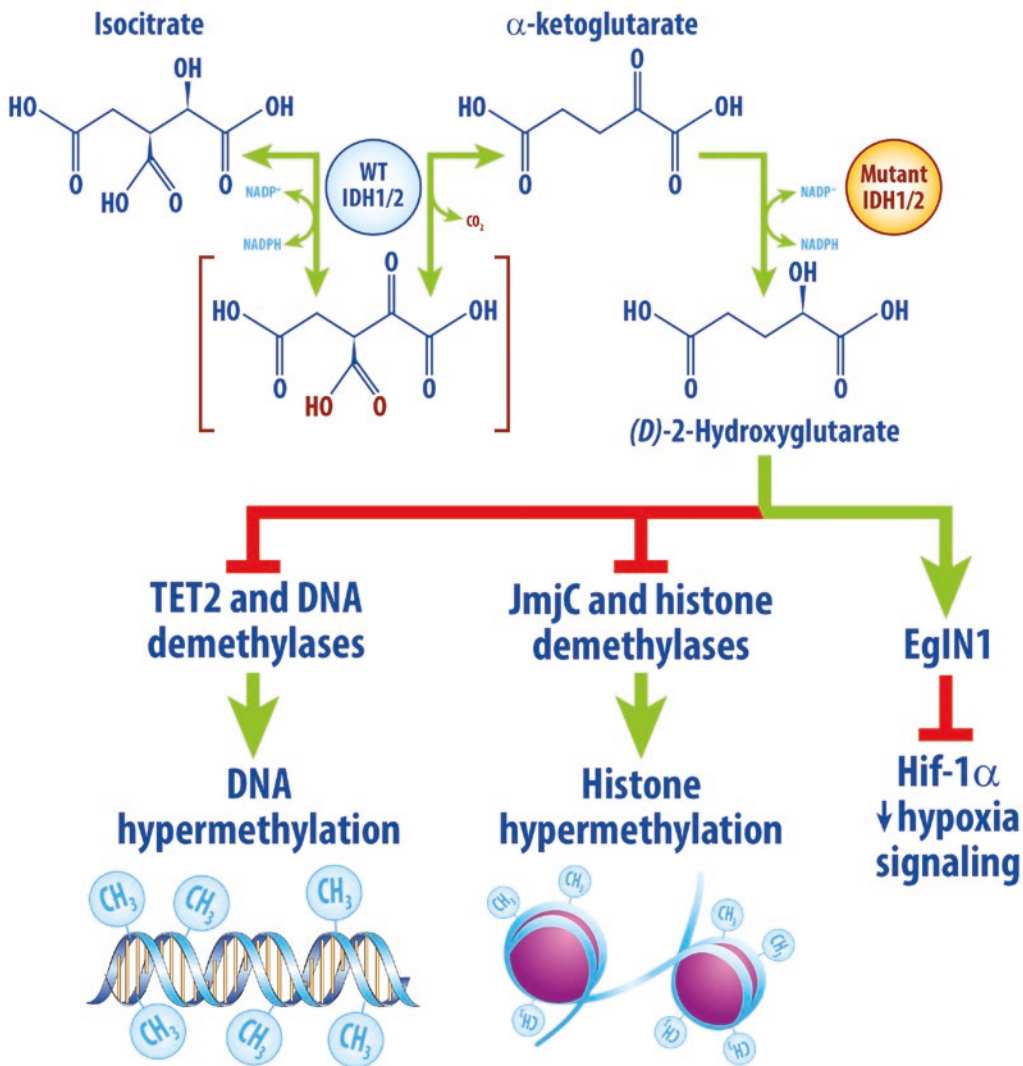 Isocitrate
α-ketoglutarate
OH
HO
OH
O
O
HO
O
O
HO
OH
O
O
WT
IDH1/2
NADP⁺
NADPH
CO₂
Mutant
IDH1/2
NADP⁺
NADPH
O
HO
OH
O
O
HO
O
OH
HO
OH
O
O
(D)-2-Hydroxyglutarate
TET2 and DNA
demethylases
JmjC and histone
demethylases
EglN1
DNA
hypermethylation
Histone
hypermethylation
Hif-1α
↓hypoxia
signaling
CH₃
CH₃
CH₃
CH₃
CH₃
CH₃
CH₃
CH₃
CH₃
CH₃
CH₃
CH₃
CH₃